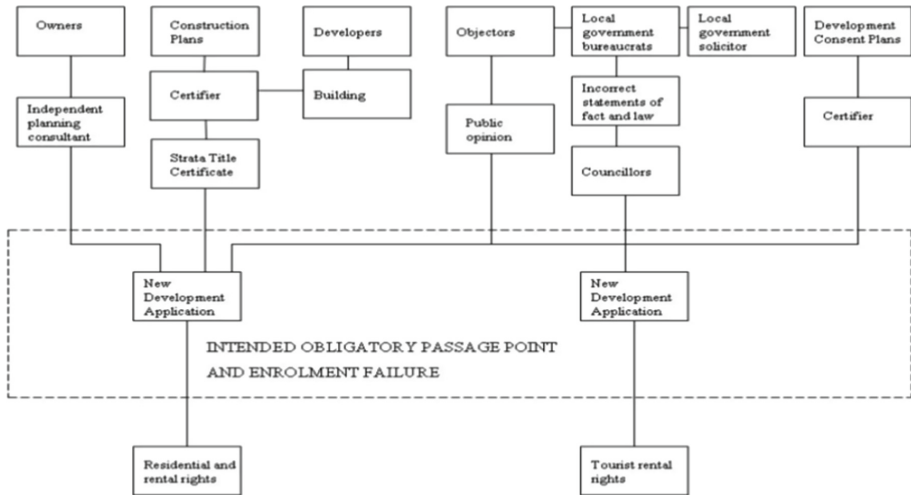 Owners
Construction
Plans
Developers
Objectors
Local
government
bureaucrats
Local
government
solicitor
Development
Consent Plans
Independent
planning
consultant
Certifier
Building
Public
opinion
Incorrect
statements of
fact and law
Certifier
Strata Title
Certificate
Councillors
New
Development
Application
New
Development
Application
INTENDED OBLIGATORY PASSAGE POINT
AND ENROLMENT FAILURE
Residential and
rental rights
Tourist rental
rights